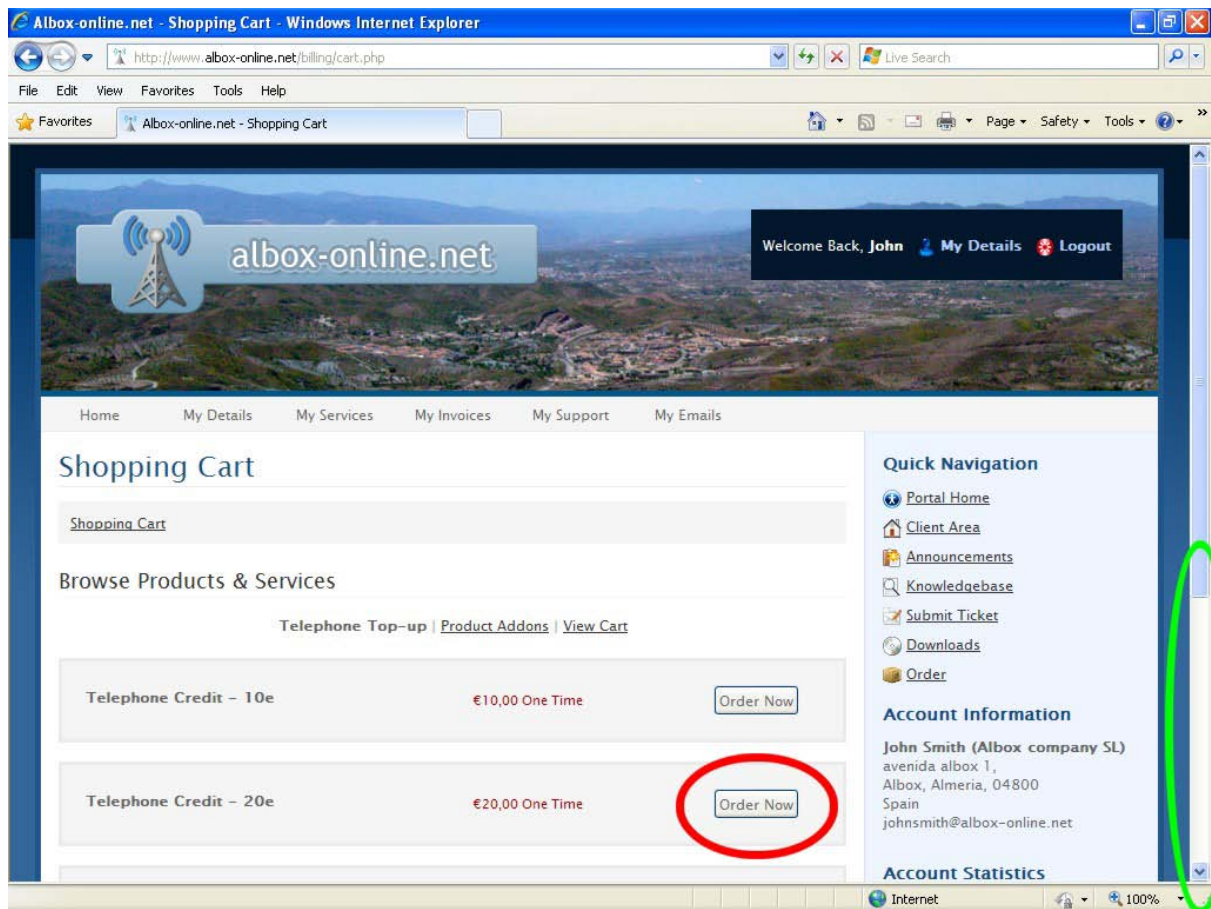 Albox-online.net - Shopping Cart - Windows Internet Explorer
http://www.albox-online.net/billing/cart.php
Live Search
File Edit View Favorites Tools Help
Favorites
Albox-online.net - Shopping Cart
Page Safety Tools
albox-online.net
Welcome Back, John My Details Logout
Home My Details My Services My Invoices My Support My Emails
Shopping Cart
Shopping Cart
Browse Products & Services
Telephone Top-up | Product Addons | View Cart
Telephone Credit - 10e €10,00 One Time Order Now
Telephone Credit - 20e €20,00 One Time Order Now
Quick Navigation
Portal Home
Client Area
Announcements
Knowledgebase
Submit Ticket
Downloads
Order
Account Information
John Smith (Albox company SL)
avenida albox 1,
Albox, Almeria, 04800
Spain
johnsmith@albox-online.net
Account Statistics
Internet 100%